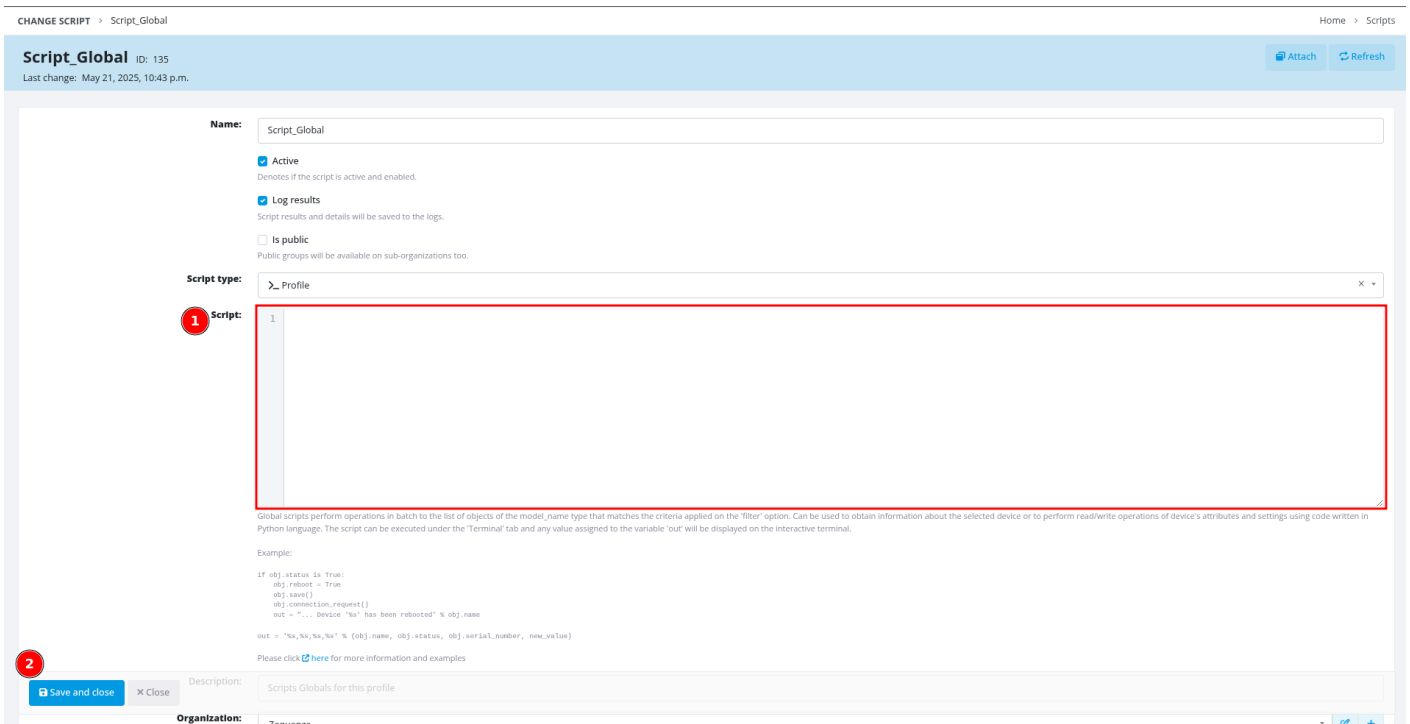 CHANGE SCRIPT > Script_Global
Home > Scripts
Script_Global ID: 135
Attach
Refresh
Last change: May 21, 2025, 10:43 p.m.
Name:
Script_Global
Active
Denotes if the script is active and enabled.
Log results
Script results and details will be saved to the logs.
Is public
Public groups will be available on sub-organizations too.
Script type:
Profile
1
Script:
1
Global scripts perform operations in batch to the list of objects of the model_name type that matches the criteria applied on the 'filter' option. Can be used to obtain information about the selected device or to perform read/write operations of device's attributes and settings using code written in
Python language. The script can be executed under the 'Terminal' tab and any value assigned to the variable 'out' will be displayed on the interactive terminal.
Example:
if obj.status is True:
obj.reboot = True
obj.save()
obj.connection_request()
out = "... Device '%s' has been rebooted" % obj.name
out = '%s,%s,%s,%s' % (obj.name, obj.status, obj.serial_number, new_value)
Please click here for more information and examples
2
Save and close
Close
Description:
Scripts Globals for this profile
Organization: